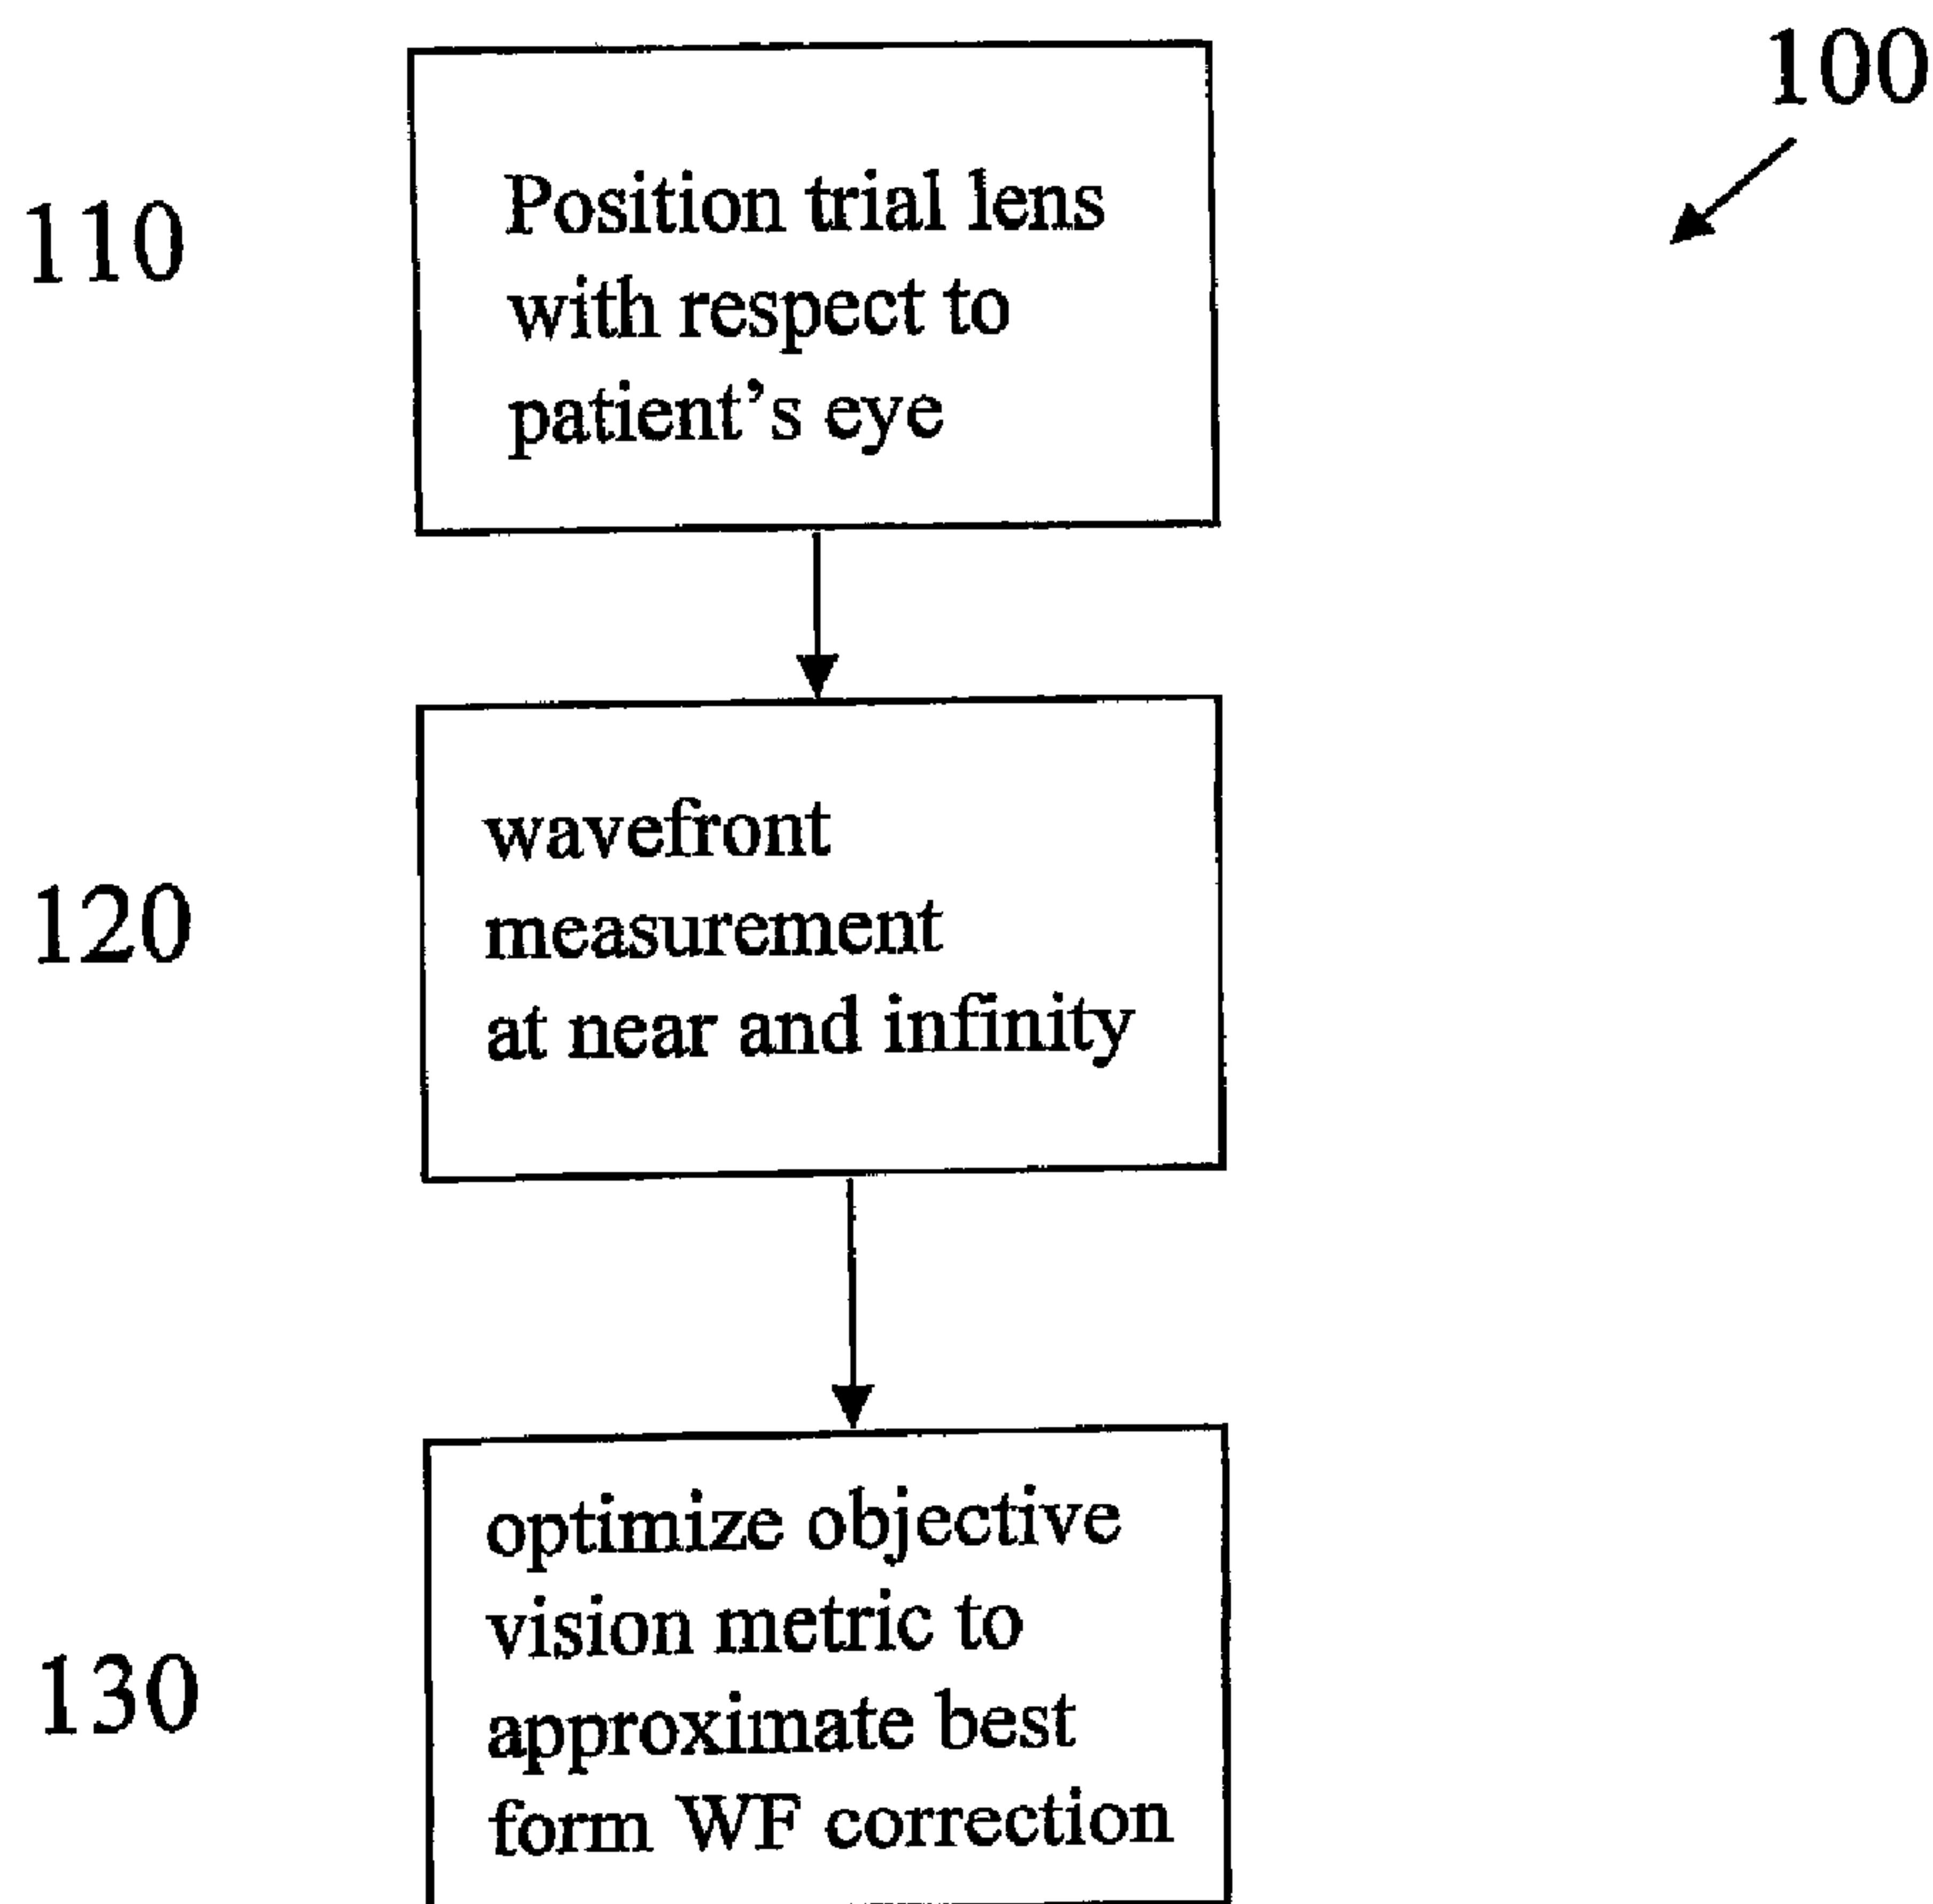 100
110
Position trial lens
with respect to
patient's eye
120
wavefront
measurement
at near and infinity
130
optimize objective
vision metric to
approximate best
form WF correction